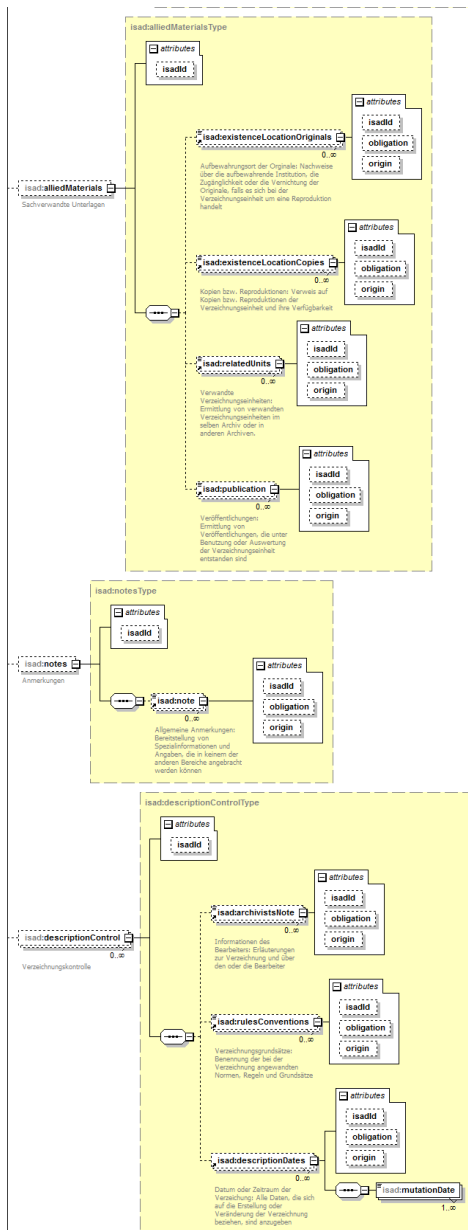 isad:alliedMaterialsType
attributes
isadId
isad:existenceLocationOriginals
0..∞
Aufbewahrungsort der Orginale: Nachweise
über die aufbewahrende Institution, die
Zugänglichkeit oder die Vernichtung der
Originale, falls es sich bei der
Verzeichnungseinheit um eine Reproduktion
handelt
attributes
isadId
obligation
origin
isad:alliedMaterials
Sachverwandte Unterlagen
isad:existenceLocationCopies
0..∞
Kopien bzw. Reproduktionen: Verweis auf
Kopien bzw. Reproduktionen der
Verzeichnungseinheit und ihre Verfügbarkeit
attributes
isadId
obligation
origin
isad:relatedUnits
0..∞
Verwandte
Verzeichnungseinheiten:
Ermittlung von verwandten
Verzeichnungseinheiten im
selben Archiv oder in
anderen Archiven.
attributes
isadId
obligation
origin
isad:publication
0..∞
Veröffentlichungen:
Ermittlung von
Veröffentlichungen, die unter
Benutzung oder Auswertung
der Verzeichnungseinheit
entstanden sind
attributes
isadId
obligation
origin
isad:notesType
attributes
isadId
isad:notes
Anmerkungen
isad:note
0..∞
Allgemeine Anmerkungen:
Bereitstellung von
Spezialinformationen und
Angaben, die in keinem der
anderen Bereiche angebracht
werden können
attributes
isadId
obligation
origin
isad:descriptionControlType
attributes
isadId
isad:descriptionControl
0..∞
Verzeichnungskontrolle
isad:archivistsNote
0..∞
Informationen des
Bearbeiters: Erläuterungen
zur Verzeichnung und über
den oder die Bearbeiter
attributes
isadId
obligation
origin
isad:rulesConventions
0..∞
Verzeichnungsgrundsätze:
Benennung der bei der
Verzeichnung angewandten
Normen, Regeln und Grundsätze
attributes
isadId
obligation
origin
isad:descriptionDates
0..∞
Datum oder Zeitraum der
Verzeichung: Alle Daten, die sich
auf die Erstellung oder
Veränderung der Verzeichung
beziehen, sind anzugeben
attributes
isadId
obligation
origin
isad:mutationDate
1..∞